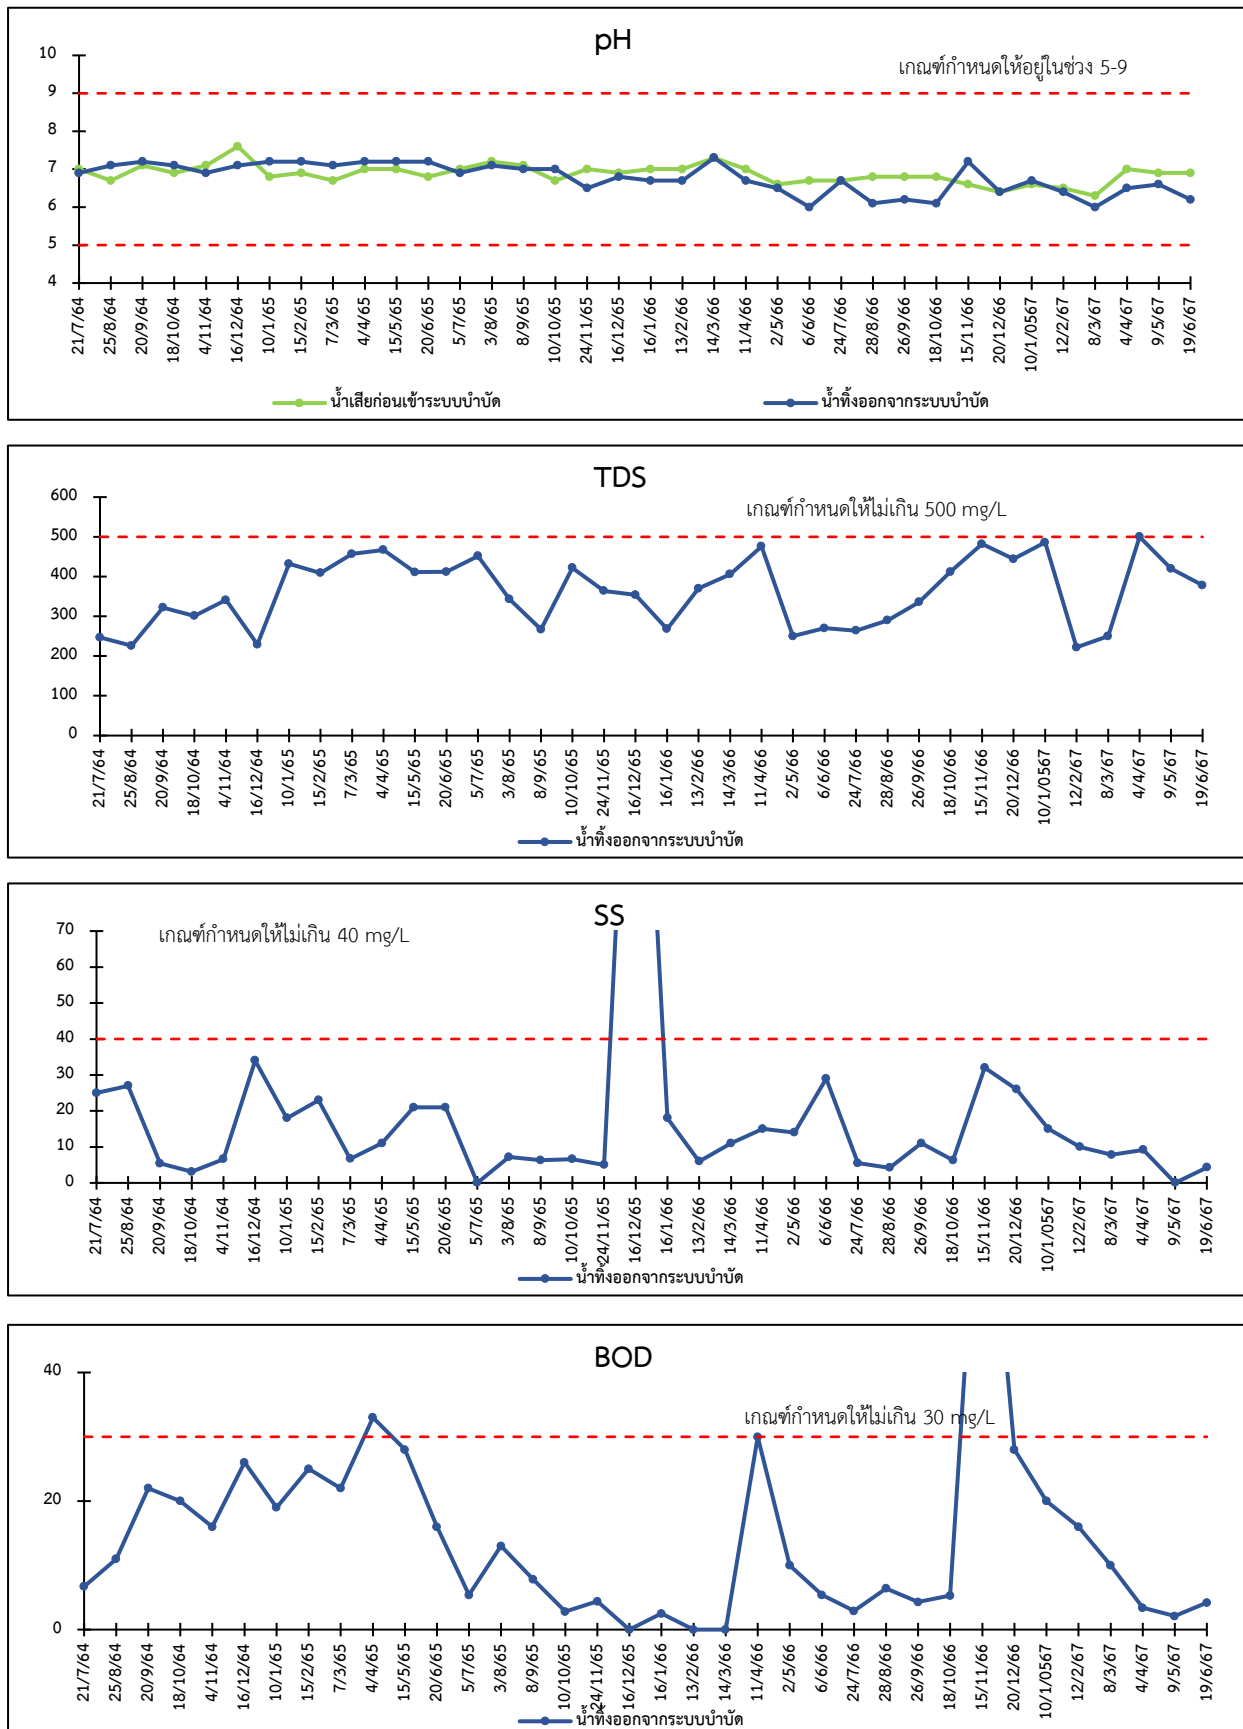 pH
เกณฑ์กำหนดให้อยู่ในช่วง 5-9
10
9
8
7
6
5
4
21/7/64 25/8/64 20/9/64 18/10/64 4/11/64 16/12/64 10/1/65 15/2/65 7/3/65 4/4/65 15/5/65 20/6/65 5/7/65 3/8/65 8/9/65 10/10/65 24/11/65 16/12/65 16/1/66 13/2/66 14/3/66 11/4/66 2/5/66 6/6/66 24/7/66 28/8/66 26/9/66 18/10/66 15/11/66 20/12/66 10/1/0567 12/2/67 8/3/67 4/4/67 9/5/67 19/6/67
น้ำเสียก่อนเข้าระบบบำบัด น้ำทิ้งออกจากระบบบำบัด
TDS
เกณฑ์กำหนดให้ไม่เกิน 500 mg/L
600
500
400
300
200
100
0
21/7/64 25/8/64 20/9/64 18/10/64 4/11/64 16/12/64 10/1/65 15/2/65 7/3/65 4/4/65 15/5/65 20/6/65 5/7/65 3/8/65 8/9/65 10/10/65 24/11/65 16/12/65 16/1/66 13/2/66 14/3/66 11/4/66 2/5/66 6/6/66 24/7/66 28/8/66 26/9/66 18/10/66 15/11/66 20/12/66 10/1/0567 12/2/67 8/3/67 4/4/67 9/5/67 19/6/67
น้ำทิ้งออกจากระบบบำบัด
SS
เกณฑ์กำหนดให้ไม่เกิน 40 mg/L
70
60
50
40
30
20
10
0
21/7/64 25/8/64 20/9/64 18/10/64 4/11/64 16/12/64 10/1/65 15/2/65 7/3/65 4/4/65 15/5/65 20/6/65 5/7/65 3/8/65 8/9/65 10/10/65 24/11/65 16/12/65 16/1/66 13/2/66 14/3/66 11/4/66 2/5/66 6/6/66 24/7/66 28/8/66 26/9/66 18/10/66 15/11/66 20/12/66 10/1/0567 12/2/67 8/3/67 4/4/67 9/5/67 19/6/67
น้ำทิ้งออกจากระบบบำบัด
BOD
เกณฑ์กำหนดให้ไม่เกิน 30 mg/L
40
20
0
21/7/64 25/8/64 20/9/64 18/10/64 4/11/64 16/12/64 10/1/65 15/2/65 7/3/65 4/4/65 15/5/65 20/6/65 5/7/65 3/8/65 8/9/65 10/10/65 24/11/65 16/12/65 16/1/66 13/2/66 14/3/66 11/4/66 2/5/66 6/6/66 24/7/66 28/8/66 26/9/66 18/10/66 15/11/66 20/12/66 10/1/0567 12/2/67 8/3/67 4/4/67 9/5/67 19/6/67
น้ำทิ้งออกจากระบบบำบัด